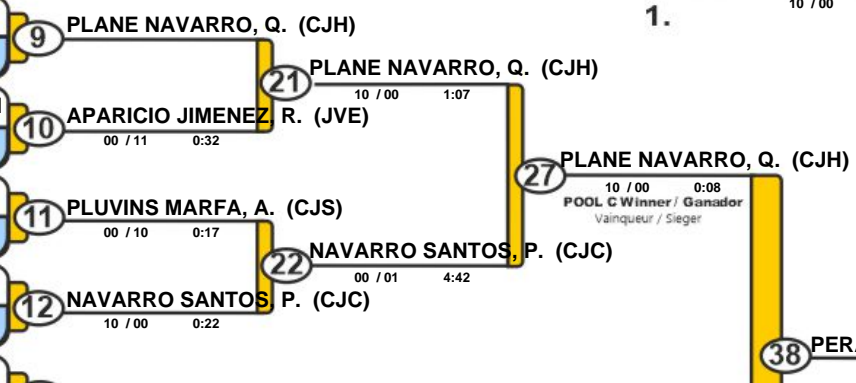 10 / 00
1.
PLANE NAVARRO, Q. (CJH)
9
PLANE NAVARRO, Q. (CJH)
21
10 / 00 1:07
APARICIO JIMENEZ, R. (JVE)
10
00 / 11 0:32
PLANE NAVARRO, Q. (CJH)
27
10 / 00 0:08
POOL C Winner / Ganador
Vainqueur / Sieger
PLUVINS MARFA, A. (CJS)
11
00 / 10 0:17
NAVARRO SANTOS, P. (CJC)
22
00 / 01 4:42
NAVARRO SANTOS, P. (CJC)
12
10 / 00 0:22
38